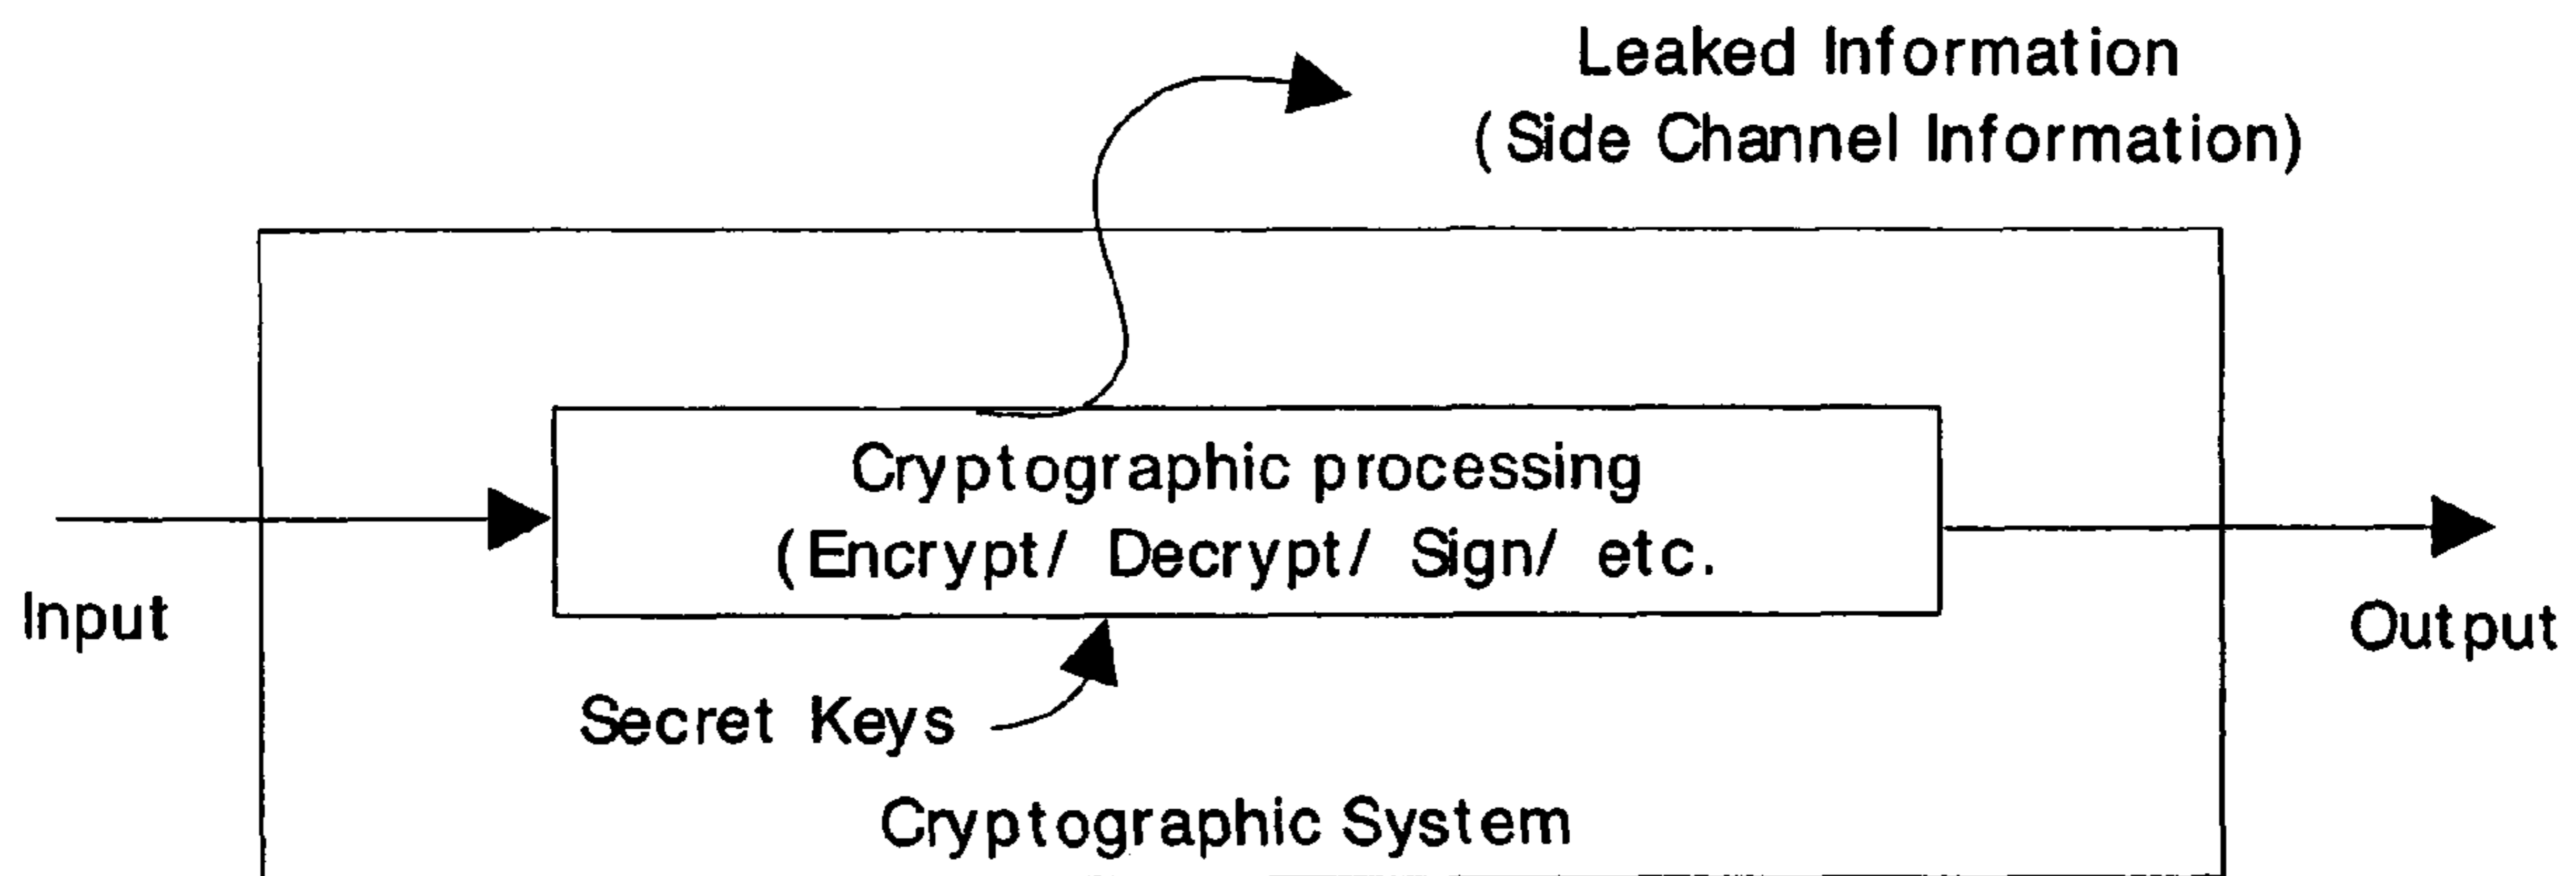 Leaked Information
(Side Channel Information)
Cryptographic processing
(Encrypt/ Decrypt/ Sign/ etc.
Input
Output
Secret Keys
Cryptographic System